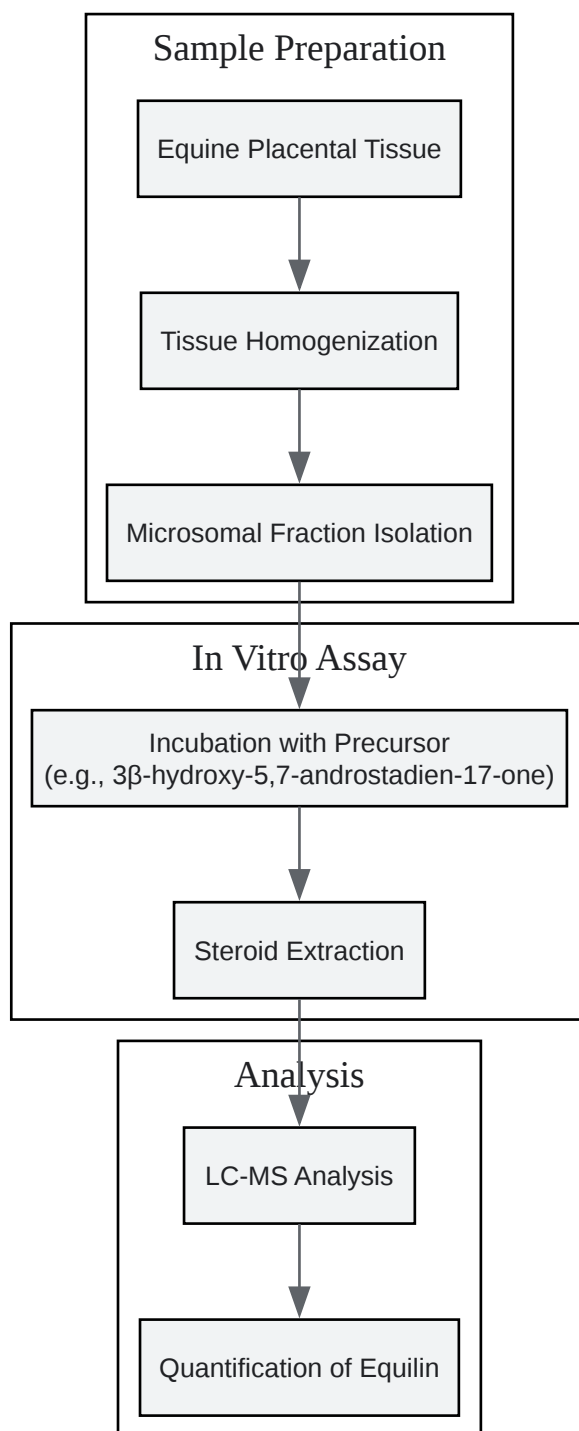 Sample Preparation
Equine Placental Tissue
Tissue Homogenization
Microsomal Fraction Isolation
In Vitro Assay
Incubation with Precursor
(e.g., 3β-hydroxy-5,7-androstadien-17-one)
Steroid Extraction
Analysis
LC-MS Analysis
Quantification of Equilin